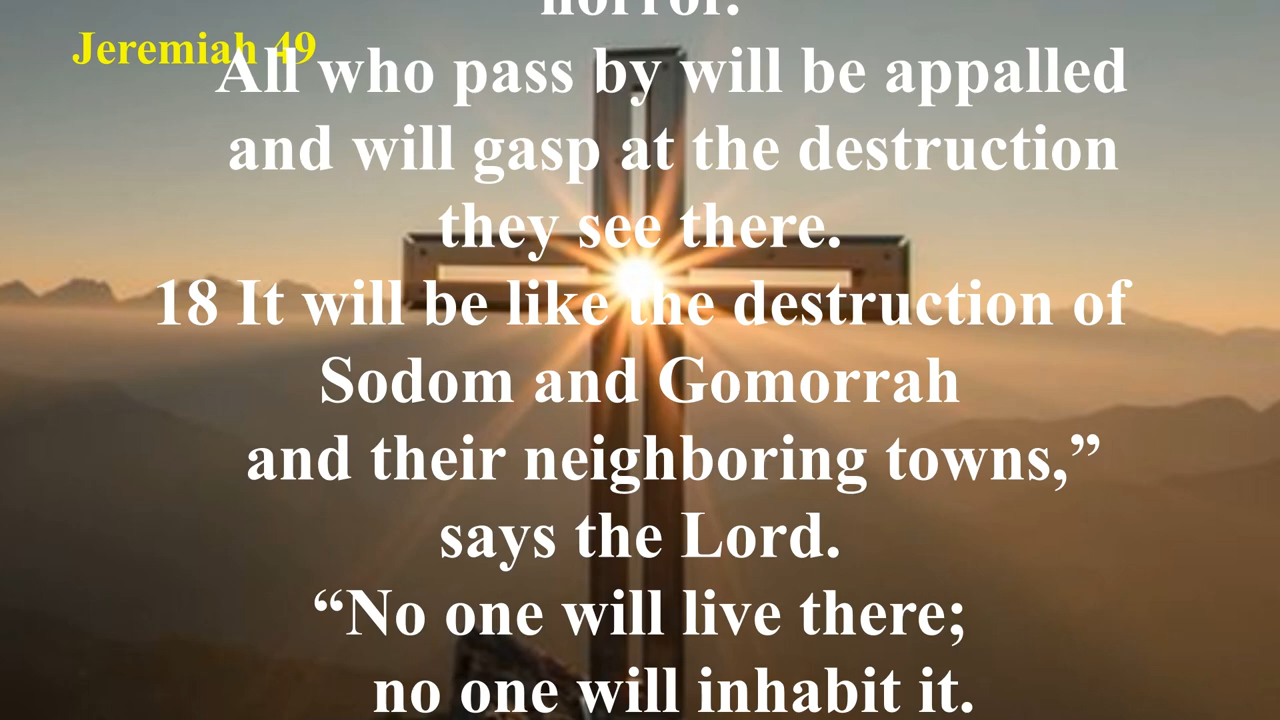 horror.
Jeremiah 49
All who pass by will be appalled
and will gasp at the destruction
they see there.
18 It will be like the destruction of
Sodom and Gomorrah
and their neighboring towns,”
says the Lord.
“No one will live there;
no one will inhabit it.